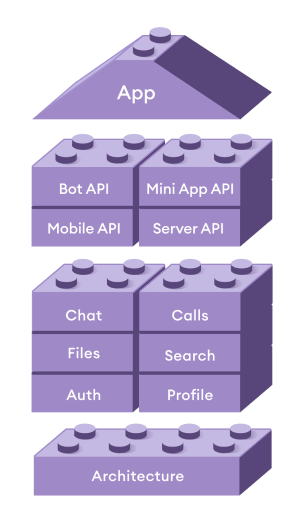 App
Bot API
Mini App API
Mobile API
Server API
Chat
Calls
Files
Search
Auth
Profile
Architecture